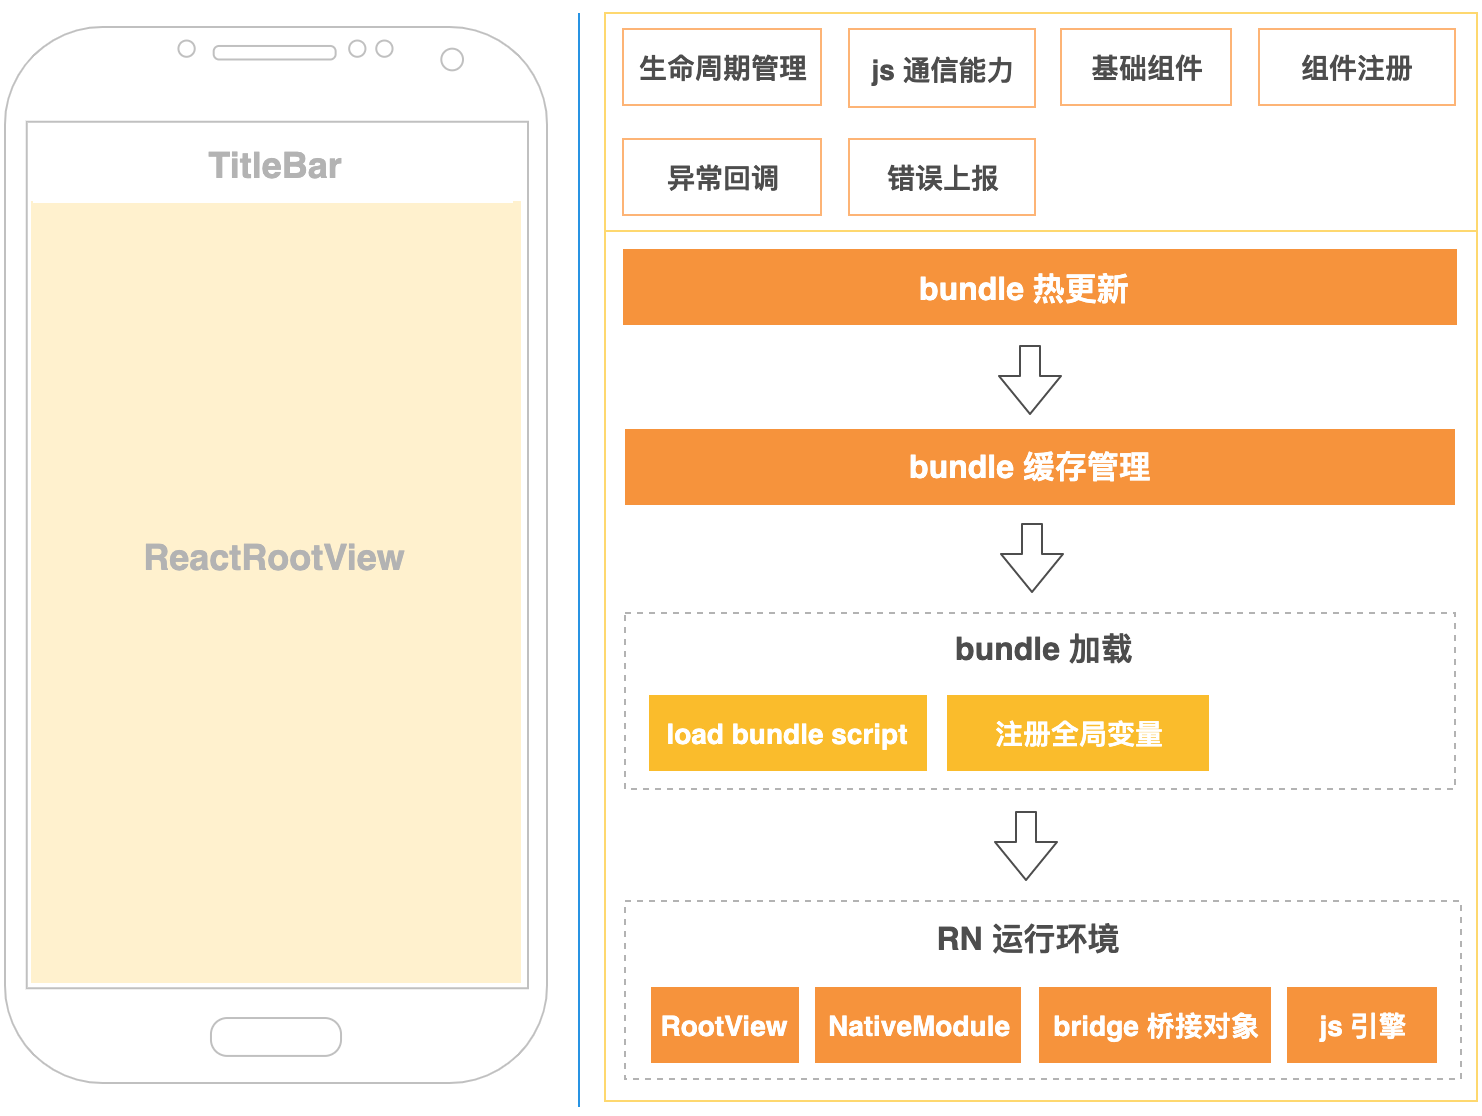 TitleBar
ReactRootView
生命周期管理
js 通信能力
基础组件
组件注册
异常回调
错误上报
bundle 热更新
bundle 缓存管理
bundle 加载
load bundle script
注册全局变量
RN 运行环境
RootView
NativeModule
bridge 桥接对象
js 引擎